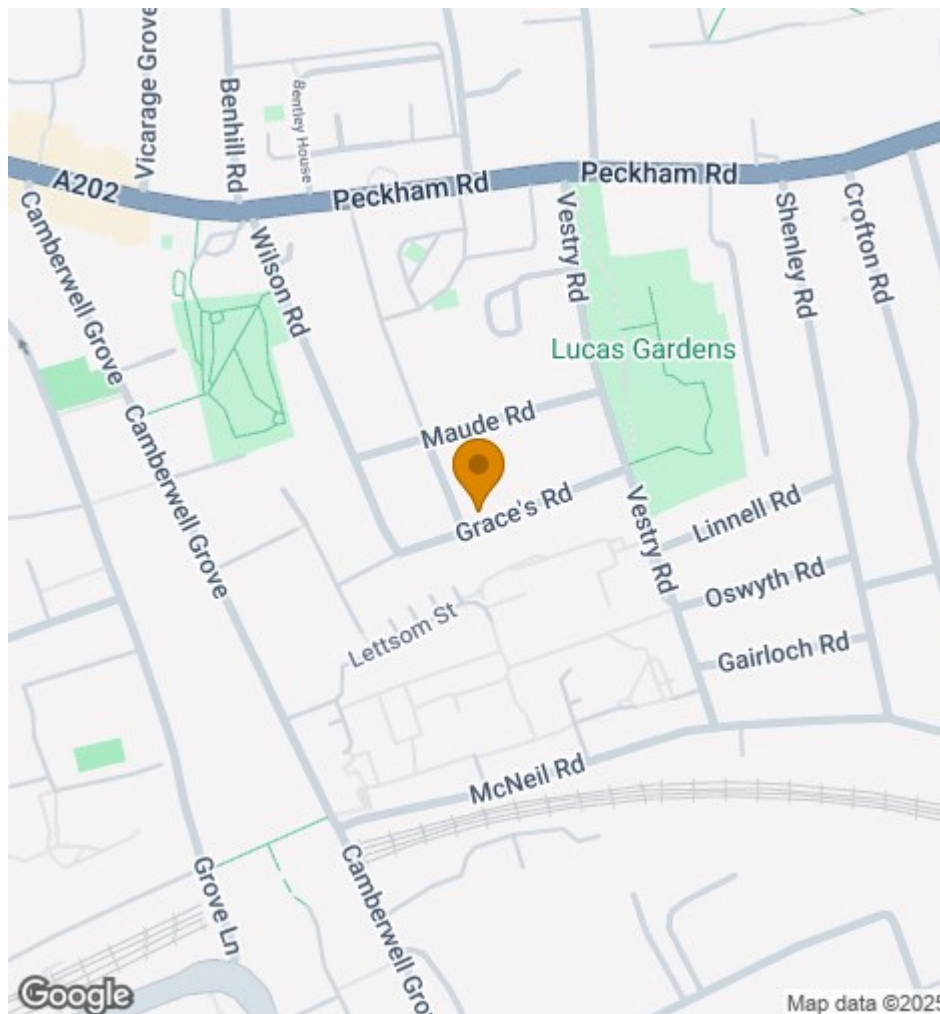 Vicarage Grove
Benhill Rd
Bentley House
A202
Peckham Rd
Peckham Rd
Camberwell Grove
Wilson Rd
Vestry Rd
Shenley Rd
Crofton Rd
Lucas Gardens
Maude Rd
Camberwell Grove
Grace's Rd
Vestry Rd
Linnell Rd
Oswyth Rd
Lettsom St
Gairloch Rd
McNeil Rd
Grove Ln
Camberwell Gro
Google
Map data ©2025